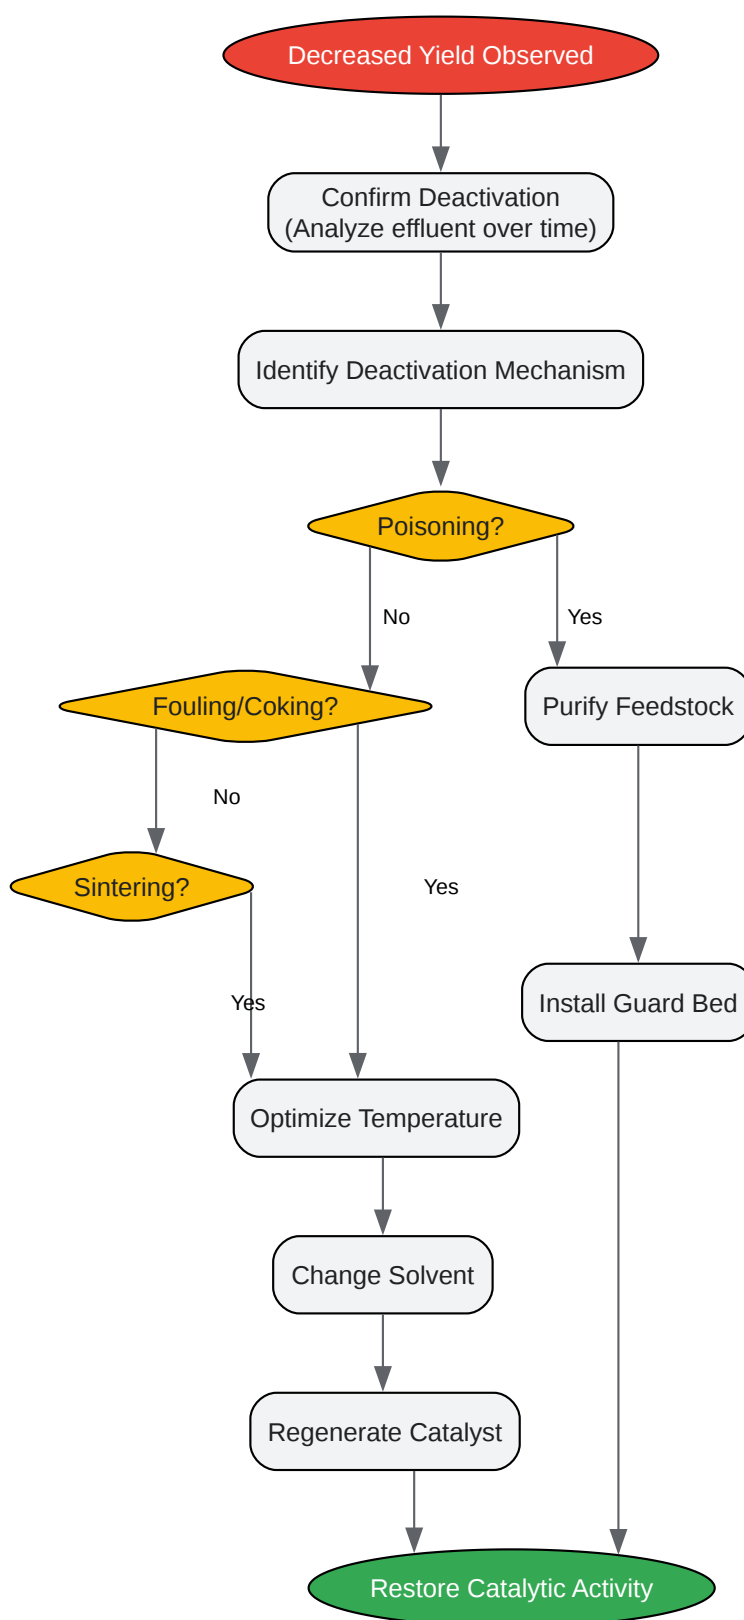 Decreased Yield Observed
Confirm Deactivation
(Analyze effluent over time)
Identify Deactivation Mechanism
Poisoning?
No
Yes
Fouling/Coking?
Purify Feedstock
No
Sintering?
Yes
Yes
Install Guard Bed
Optimize Temperature
Change Solvent
Regenerate Catalyst
Restore Catalytic Activity